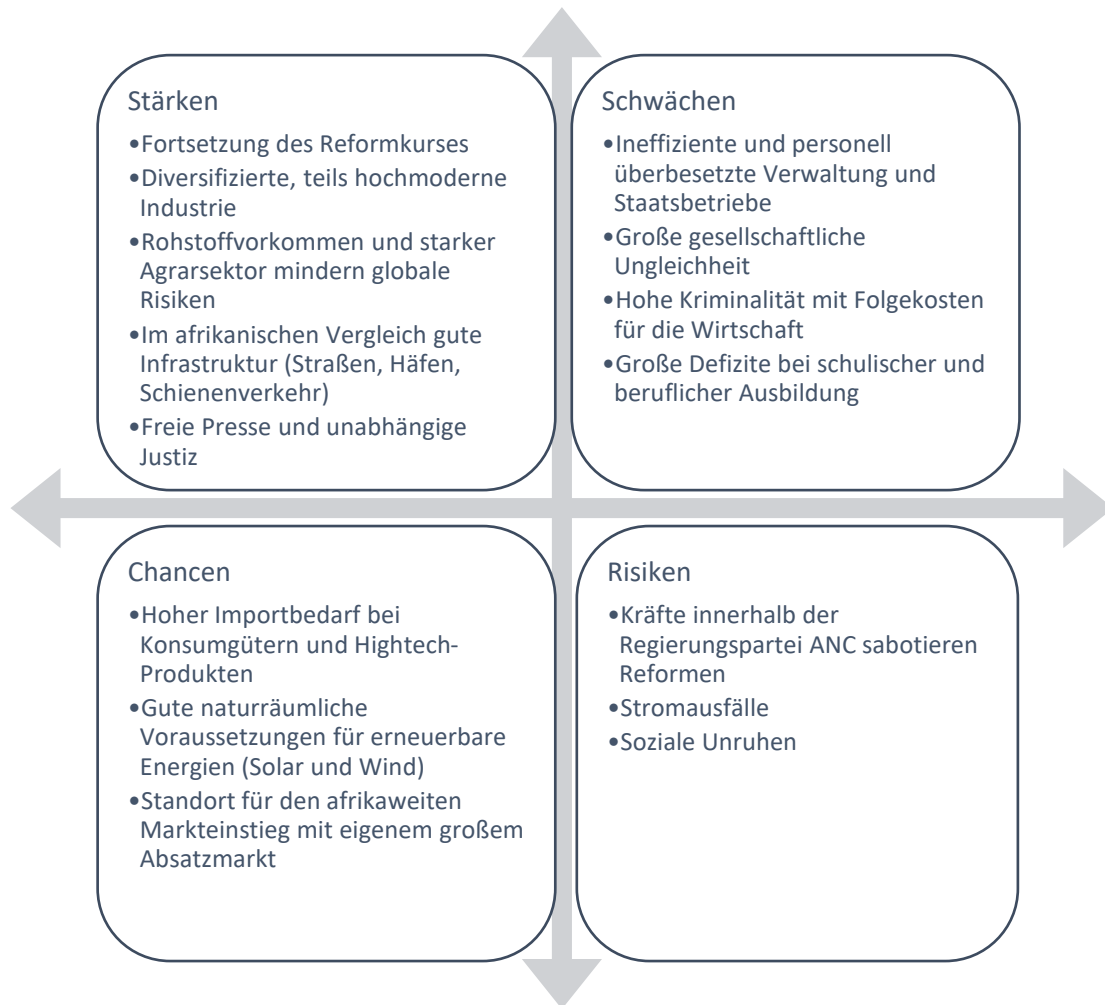 Stärken
•Fortsetzung des Reformkurses
•Diversifizierte, teils hochmoderne
Industrie
•Rohstoffvorkommen und starker
Agrarsektor mindern globale
Risiken
•Im afrikanischen Vergleich gute
Infrastruktur (Straßen, Häfen,
Schienenverkehr)
•Freie Presse und unabhängige
Justiz
Schwächen
•Ineffiziente und personell
überbesetzte Verwaltung und
Staatsbetriebe
•Große gesellschaftliche
Ungleichheit
•Hohe Kriminalität mit Folgekosten
für die Wirtschaft
•Große Defizite bei schulischer und
beruflicher Ausbildung
Chancen
•Hoher Importbedarf bei
Konsumgütern und Hightech-
Produkten
•Gute naturräumliche
Voraussetzungen für erneuerbare
Energien (Solar und Wind)
•Standort für den afrikaweiten
Markteinstieg mit eigenem großem
Absatzmarkt
Risiken
•Kräfte innerhalb der
Regierungspartei ANC sabotieren
Reformen
•Stromausfälle
•Soziale Unruhen